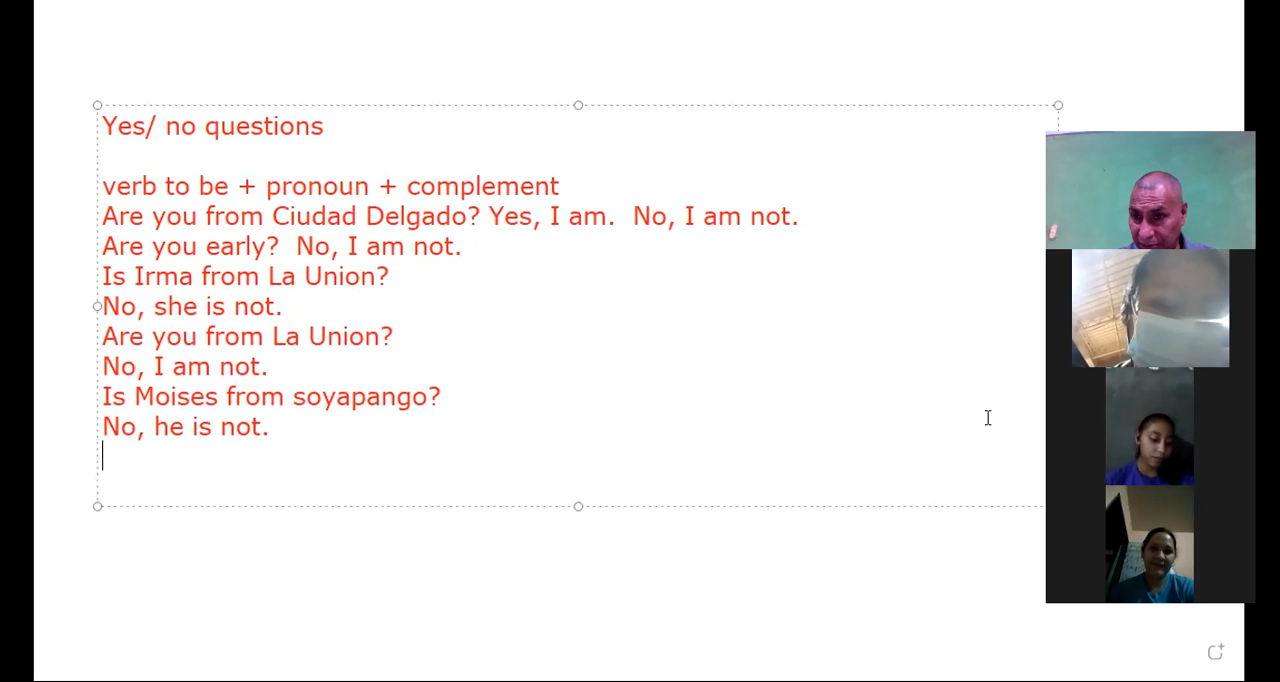 Yes/ no questions
verb to be + pronoun + complement
Are you from Ciudad Delgado? Yes, I am.  No, I am not.
Are you early?  No, I am not.
Is Irma from La Union?
No, she is not.
Are you from La Union?
No, I am not.
Is Moises from soyapango?
No, he is not.